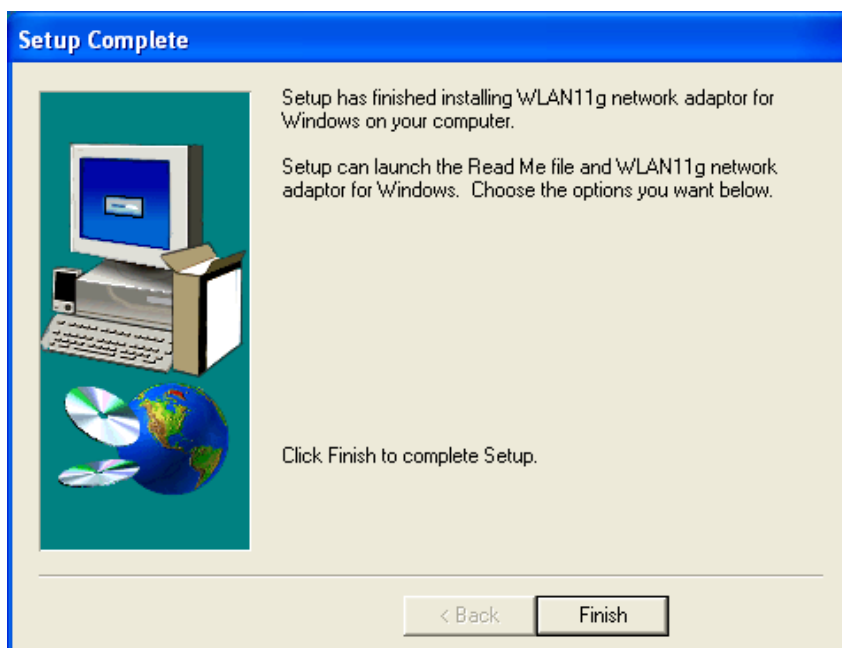 Setup Complete
Setup has finished installing WLAN11g network adaptor for
Windows on your computer.
Setup can launch the Read Me file and WLAN11g network
adaptor for Windows.  Choose the options you want below.
Click Finish to complete Setup.
< Back
Finish